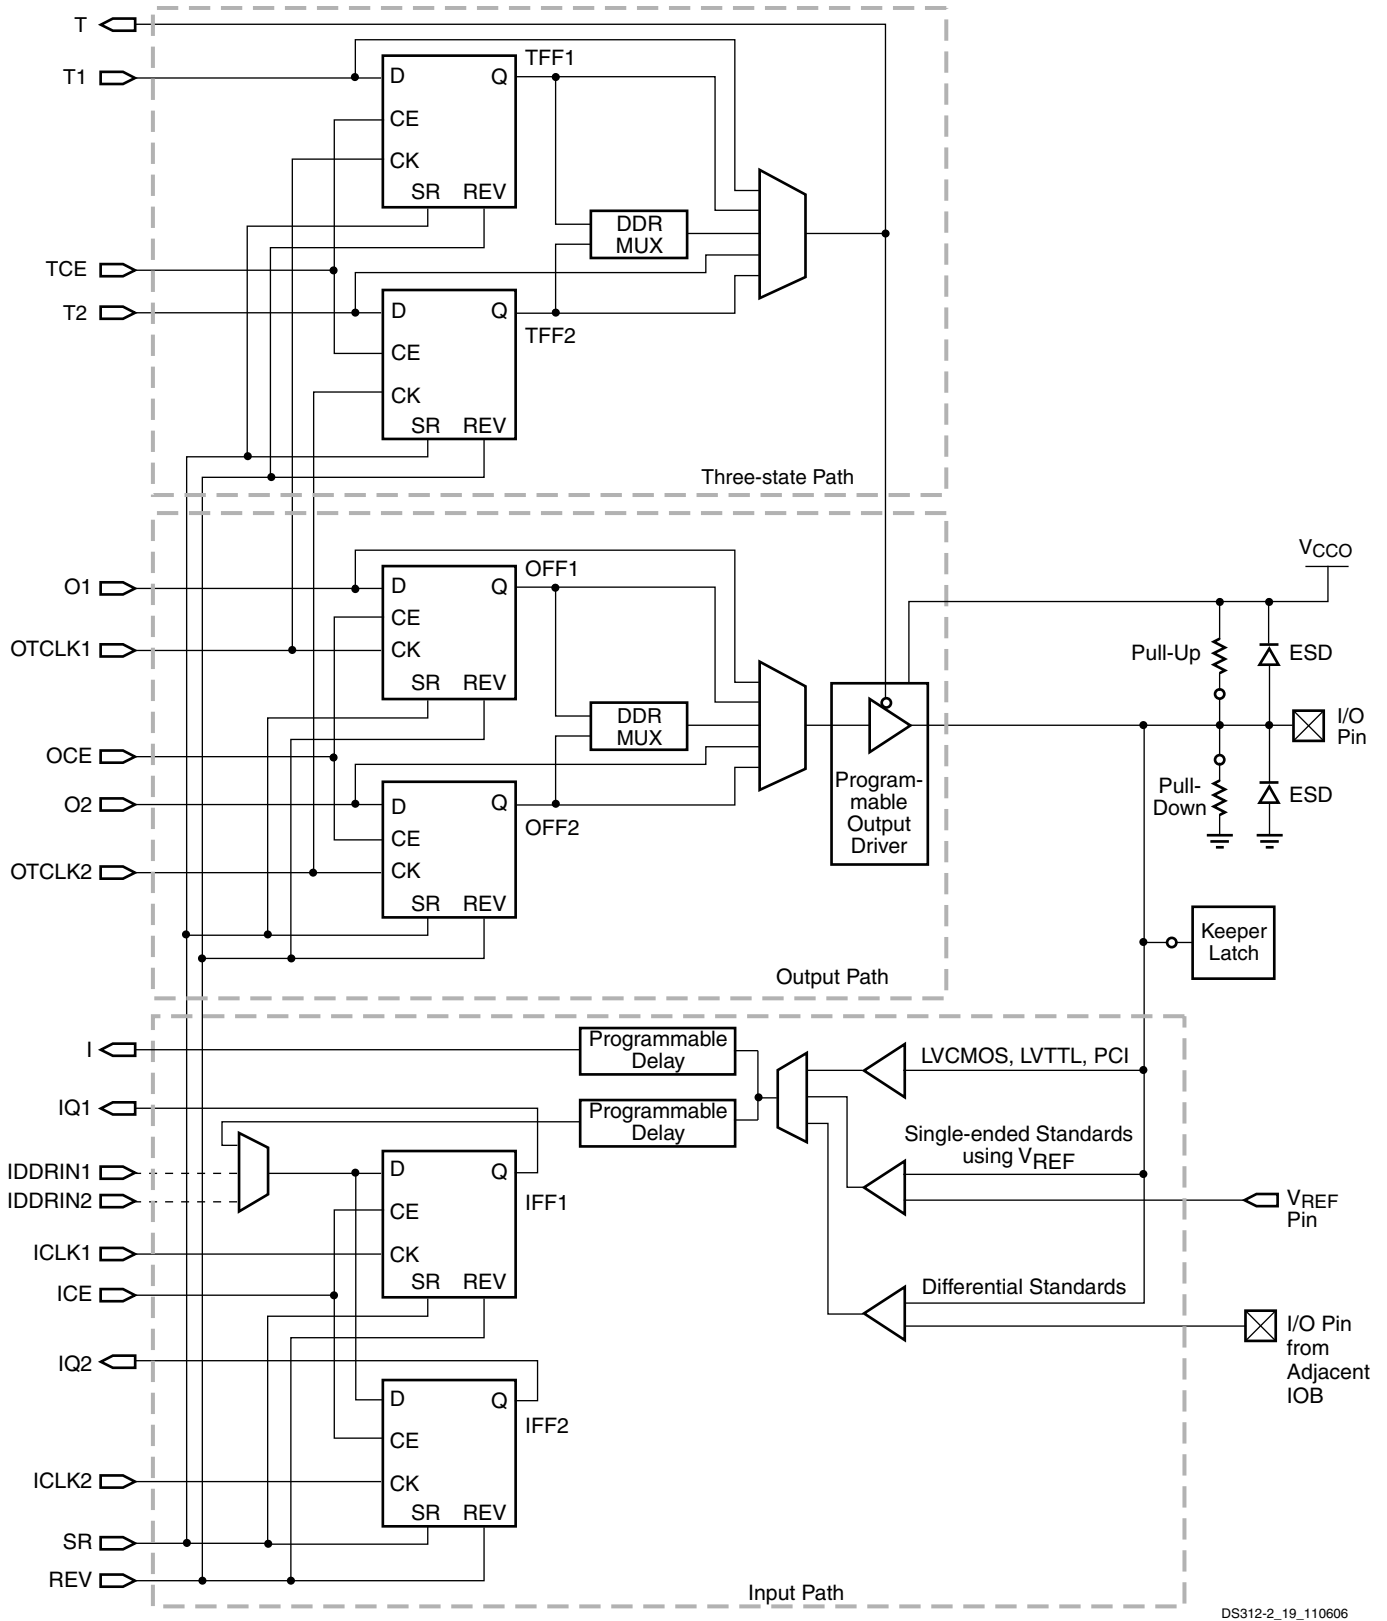 T
T1
D
Q
TFF1
CE
CK
SR
REV
DDR
MUX
TCE
T2
D
Q
TFF2
CE
CK
SR
REV
Three-state Path
VCCO
O1
D
Q
OFF1
CE
OTCLK1
CK
SR
REV
Pull-Up
ESD
DDR
MUX
I/O
Pin
OCE
O2
D
Q
OFF2
CE
OTCLK2
CK
SR
REV
Program-
mable
Output
Driver
Pull-
Down
ESD
Keeper
Latch
Output Path
I
Programmable
Delay
LVCMOS, LVTTL, PCI
IQ1
Programmable
Delay
Single-ended Standards
using VREF
IDDRIN1
IDDRIN2
D
Q
IFF1
CE
VREF
Pin
ICLK1
CK
SR
REV
ICE
Differential Standards
I/O Pin
from
Adjacent
IOB
IQ2
D
Q
IFF2
CE
ICLK2
CK
SR
REV
SR
REV
Input Path
DS312-2_19_110606